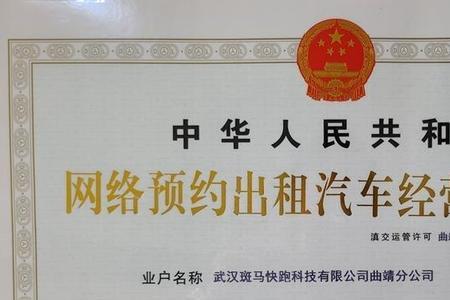 中华人民共和
网络预约出租汽车经营
滇交运管许可 曲
业户名称 武汉斑马快跑科技有限公司曲靖分公司